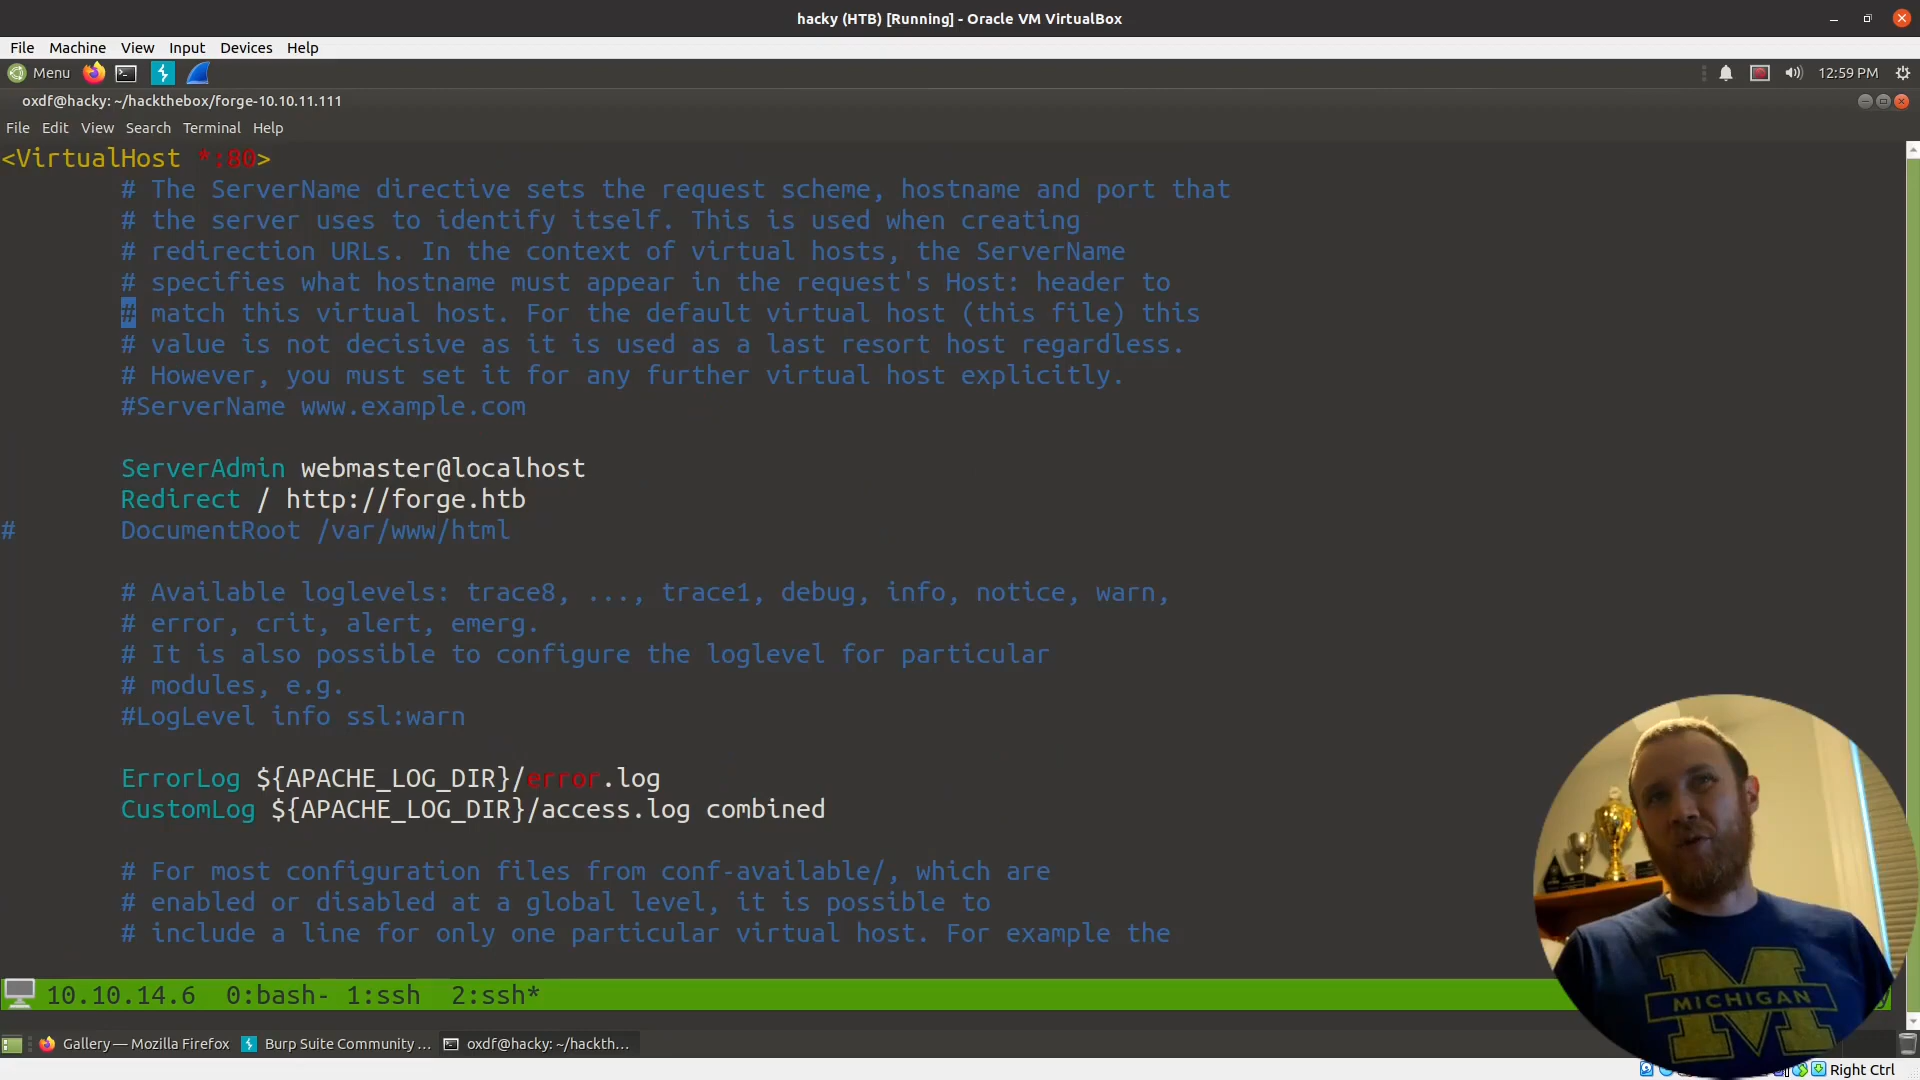 hacky (HTB) [Running] - Oracle VM VirtualBox
File Machine View Input Devices Help
Menu 12:59 PM
oxdf@hacky: ~/hackthebox/forge-10.10.11.111
File Edit View Search Terminal Help
<VirtualHost *:80>
# The ServerName directive sets the request scheme, hostname and port that
# the server uses to identify itself. This is used when creating
# redirection URLs. In the context of virtual hosts, the ServerName
# specifies what hostname must appear in the request's Host: header to
# match this virtual host. For the default virtual host (this file) this
# value is not decisive as it is used as a last resort host regardless.
# However, you must set it for any further virtual host explicitly.
#ServerName www.example.com
ServerAdmin webmaster@localhost
Redirect / http://forge.htb
# DocumentRoot /var/www/html
# Available loglevels: trace8, ..., trace1, debug, info, notice, warn,
# error, crit, alert, emerg.
# It is also possible to configure the loglevel for particular
# modules, e.g.
#LogLevel info ssl:warn
ErrorLog ${APACHE_LOG_DIR}/error.log
CustomLog ${APACHE_LOG_DIR}/access.log combined
# For most configuration files from conf-available/, which are
# enabled or disabled at a global level, it is possible to
# include a line for only one particular virtual host. For example the
MICHIGAN
10.10.14.6 0:bash- 1:ssh 2:ssh*
Gallery — Mozilla Firefox Burp Suite Community ... oxdf@hacky: ~/hackth...
Right Ctrl